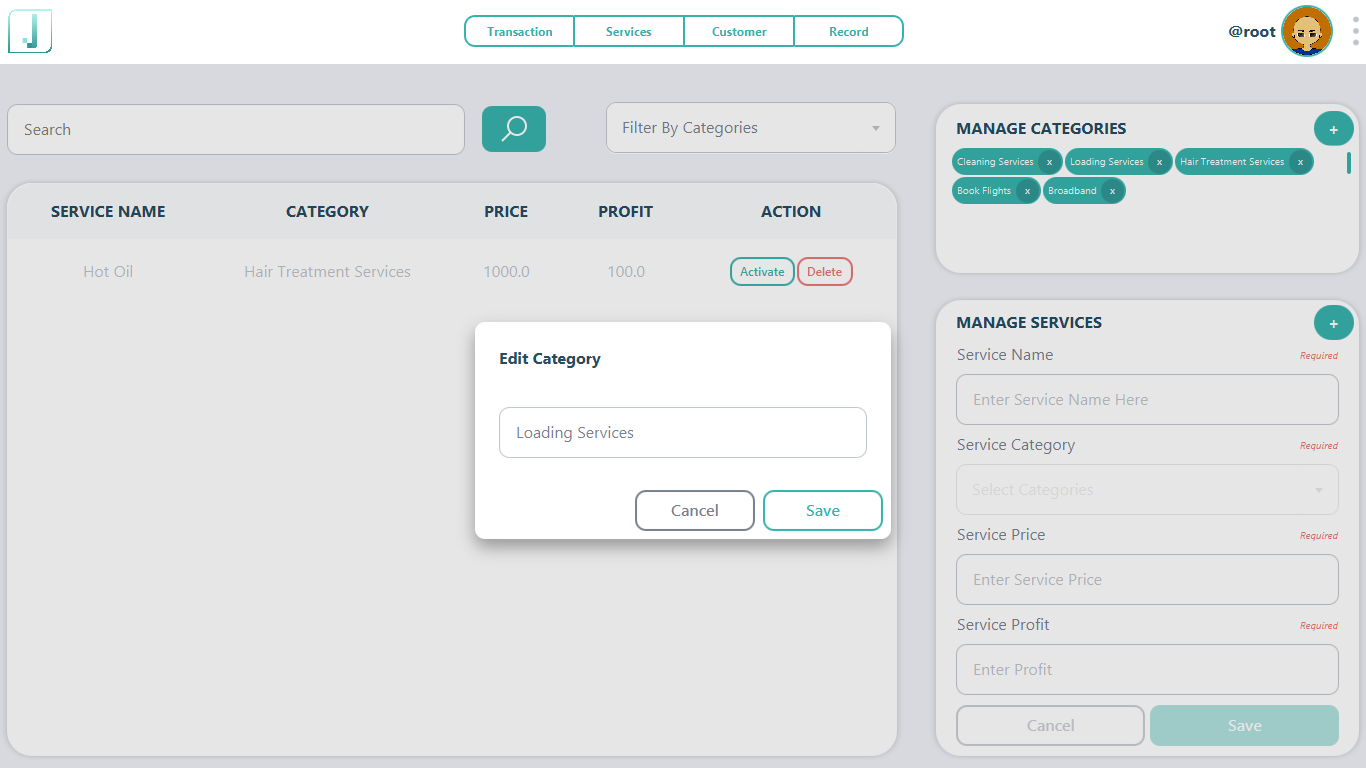 J
Transaction Services Customer Record
@root
Search
Filter By Categories
MANAGE CATEGORIES +
Cleaning Services x Loading Services x Hair Treatment Services x
Book Flights x Broadband x
SERVICE NAME CATEGORY PRICE PROFIT ACTION
Hot Oil Hair Treatment Services 1000.0 100.0 Activate Delete
Edit Category
Loading Services
Cancel Save
MANAGE SERVICES +
Service Name Required
Enter Service Name Here
Service Category Required
Select Categories
Service Price Required
Enter Service Price
Service Profit Required
Enter Profit
Cancel Save